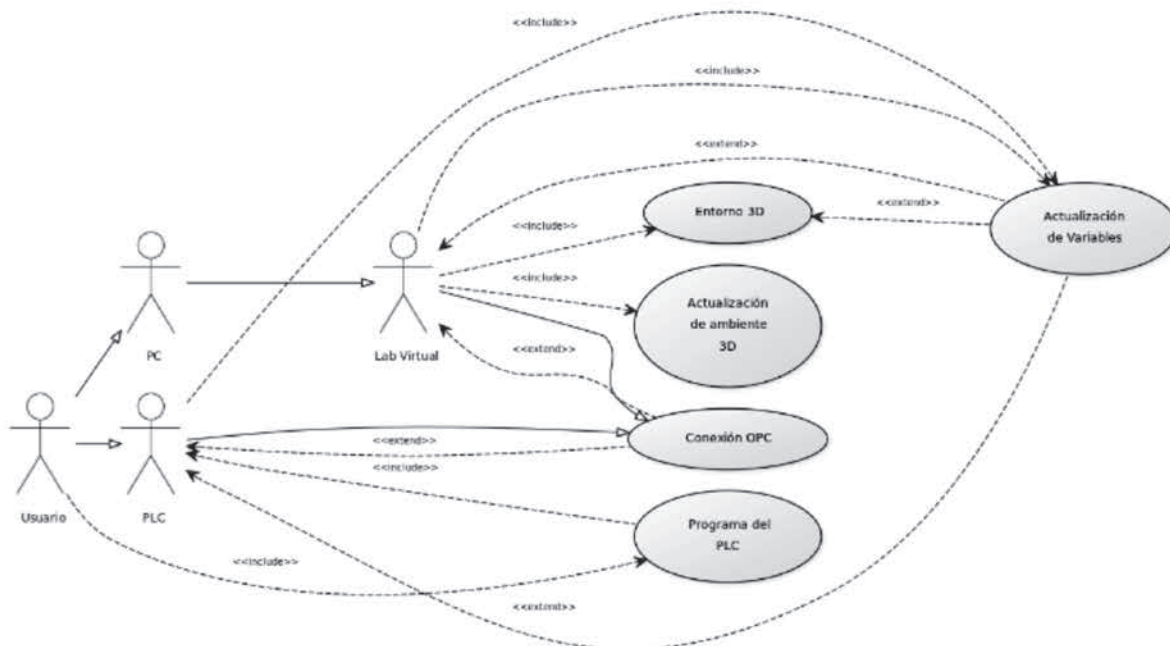 <<include>>
<<include>>
<<extend>>
Entorno 3D
<<extend>>
Actualización
de Variables
<<include>>
<<include>>
Actualización
de ambiente
3D
PC
Lab Virtual
<<extend>>
<<extend>>
Conexión OPC
<<include>>
Usuario
PLC
Programa del
PLC
<<include>>
<<extend>>